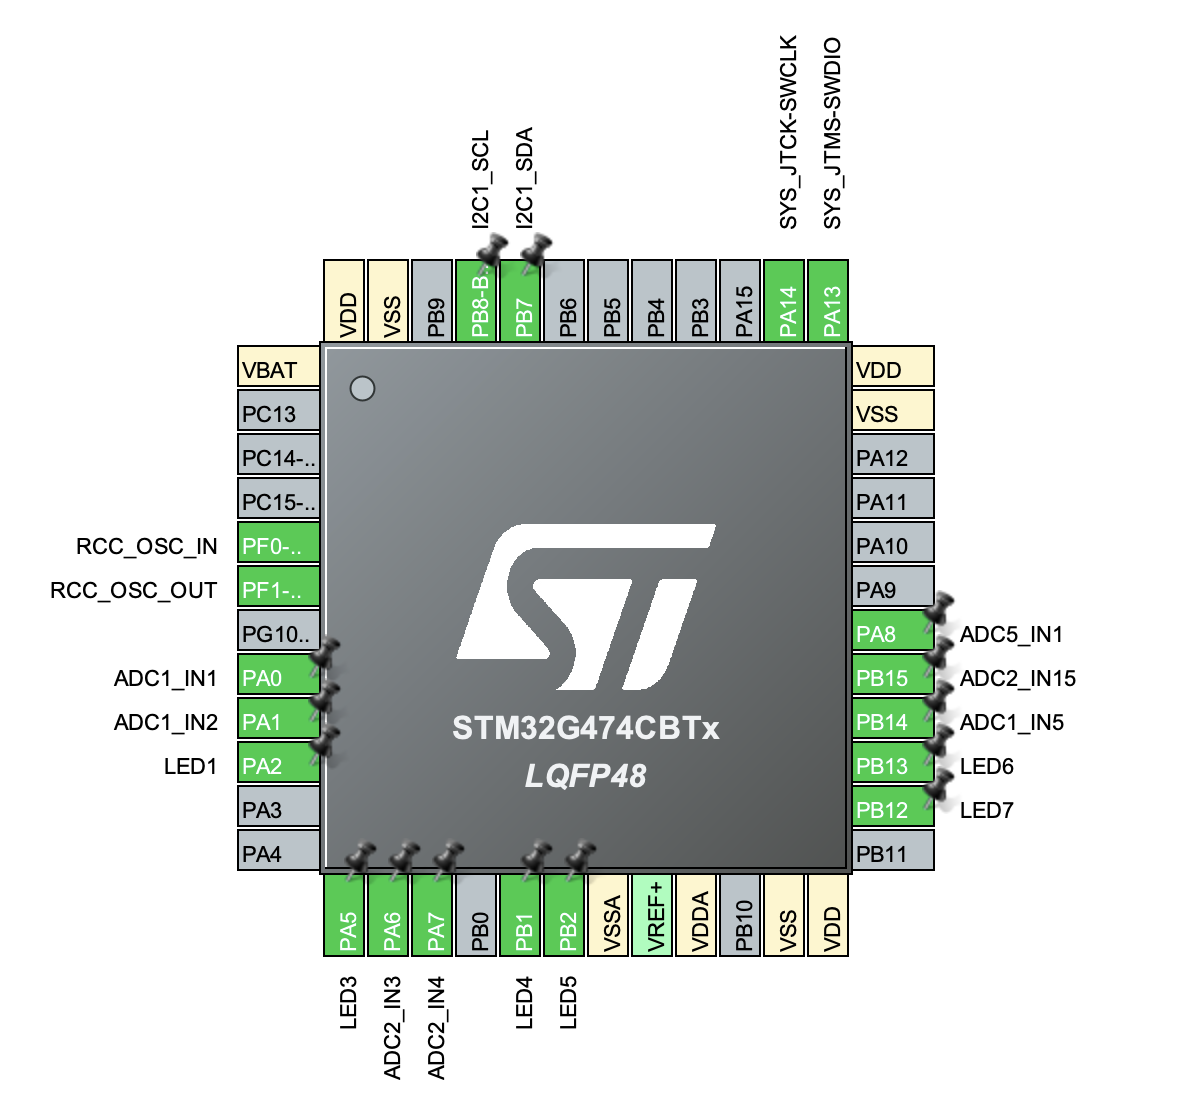 I2C1_SCL
I2C1_SDA
SYS_JTCK-SWCLK
SYS_JTMS-SWDIO
VDD
VSS
PB9
PB8-B..
PB7
PB6
PB5
PB4
PB3
PA15
PA14
PA13
VBAT
PC13
PC14-..
PC15-..
RCC_OSC_IN PF0-..
RCC_OSC_OUT PF1-..
PG10..
ADC1_IN1 PA0
ADC1_IN2 PA1
LED1 PA2
PA3
PA4
ST
STM32G474CBTx
LQFP48
VDD
VSS
PA12
PA11
PA10
PA9
PA8 ADC5_IN1
PB15 ADC2_IN15
PB14 ADC1_IN5
PB13 LED6
PB12 LED7
PB11
PA5
PA6
PA7
PB0
PB1
PB2
VSSA
VREF+
VDDA
PB10
VSS
VDD
LED3
ADC2_IN3
ADC2_IN4
LED4
LED5